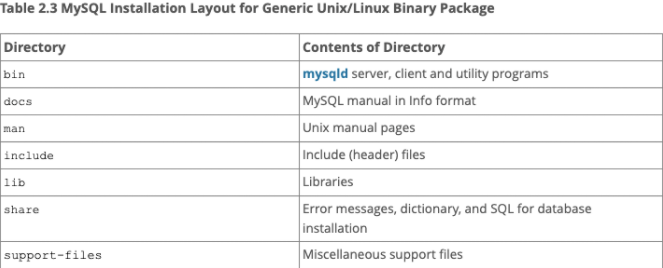 Table 2.3 MySQL Installation Layout for Generic Unix/Linux Binary Package
Directory Contents of Directory
bin mysqld server, client and utility programs
docs MySQL manual in Info format
man Unix manual pages
include Include (header) files
lib Libraries
share Error messages, dictionary, and SQL for database
installation
support-files Miscellaneous support files